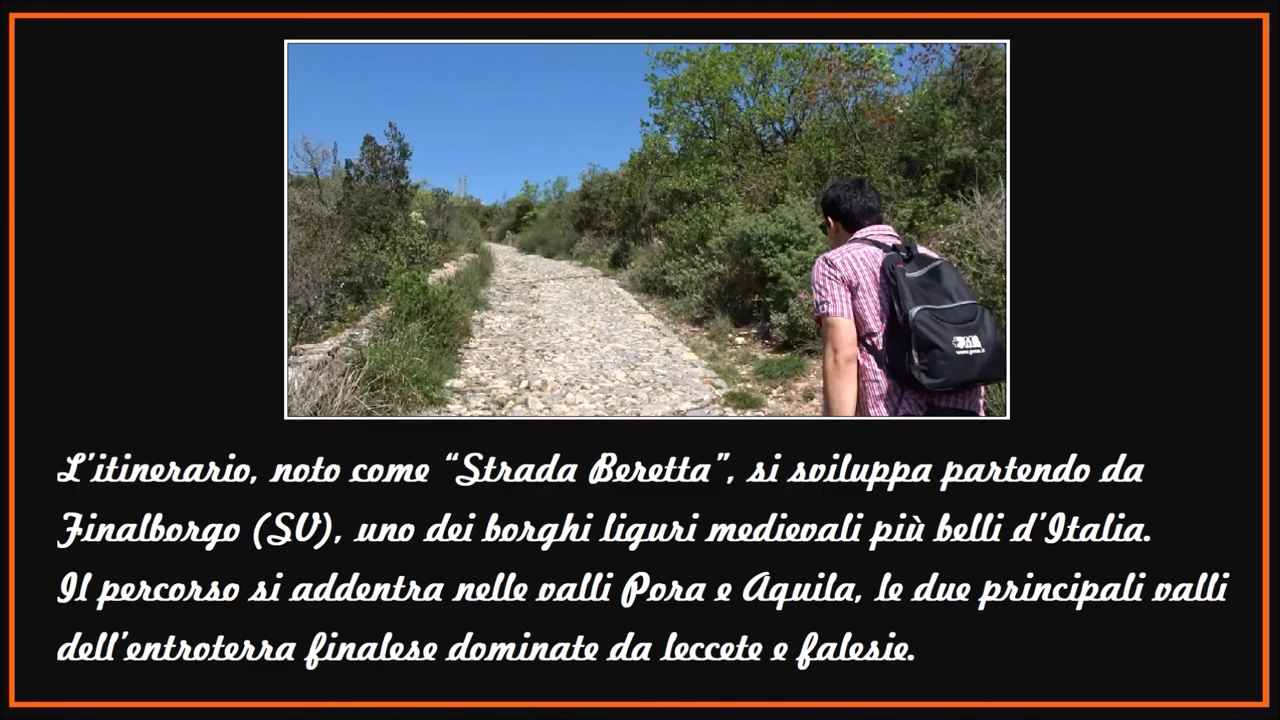 L'itinerario, noto come “Strada Beretta”, si sviluppa partendo da
Finalborgo (SV), uno dei borghi liguri medievali più belli d'Italia.
Il percorso si addentra nelle valli Pora e Aquila, le due principali valli
dell'entroterra finalese dominate da leccete e falesie.